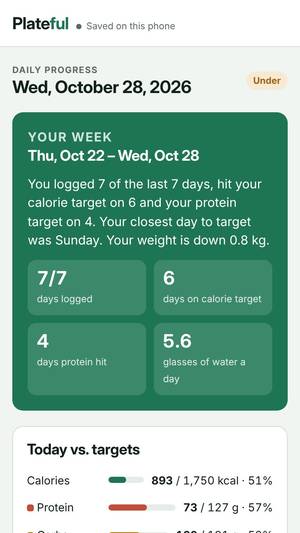 Plateful
Saved on this phone
DAILY PROGRESS
Wed, October 28, 2026
Under
YOUR WEEK
Thu, Oct 22 – Wed, Oct 28
You logged 7 of the last 7 days, hit your
calorie target on 6 and your protein
target on 4. Your closest day to target
was Sunday. Your weight is down 0.8 kg.
7/7
days logged
6
days on calorie target
4
days protein hit
5.6
glasses of water a
day
Today vs. targets
Calories 893 / 1,750 kcal · 51%
Protein 73 / 127 g · 57%